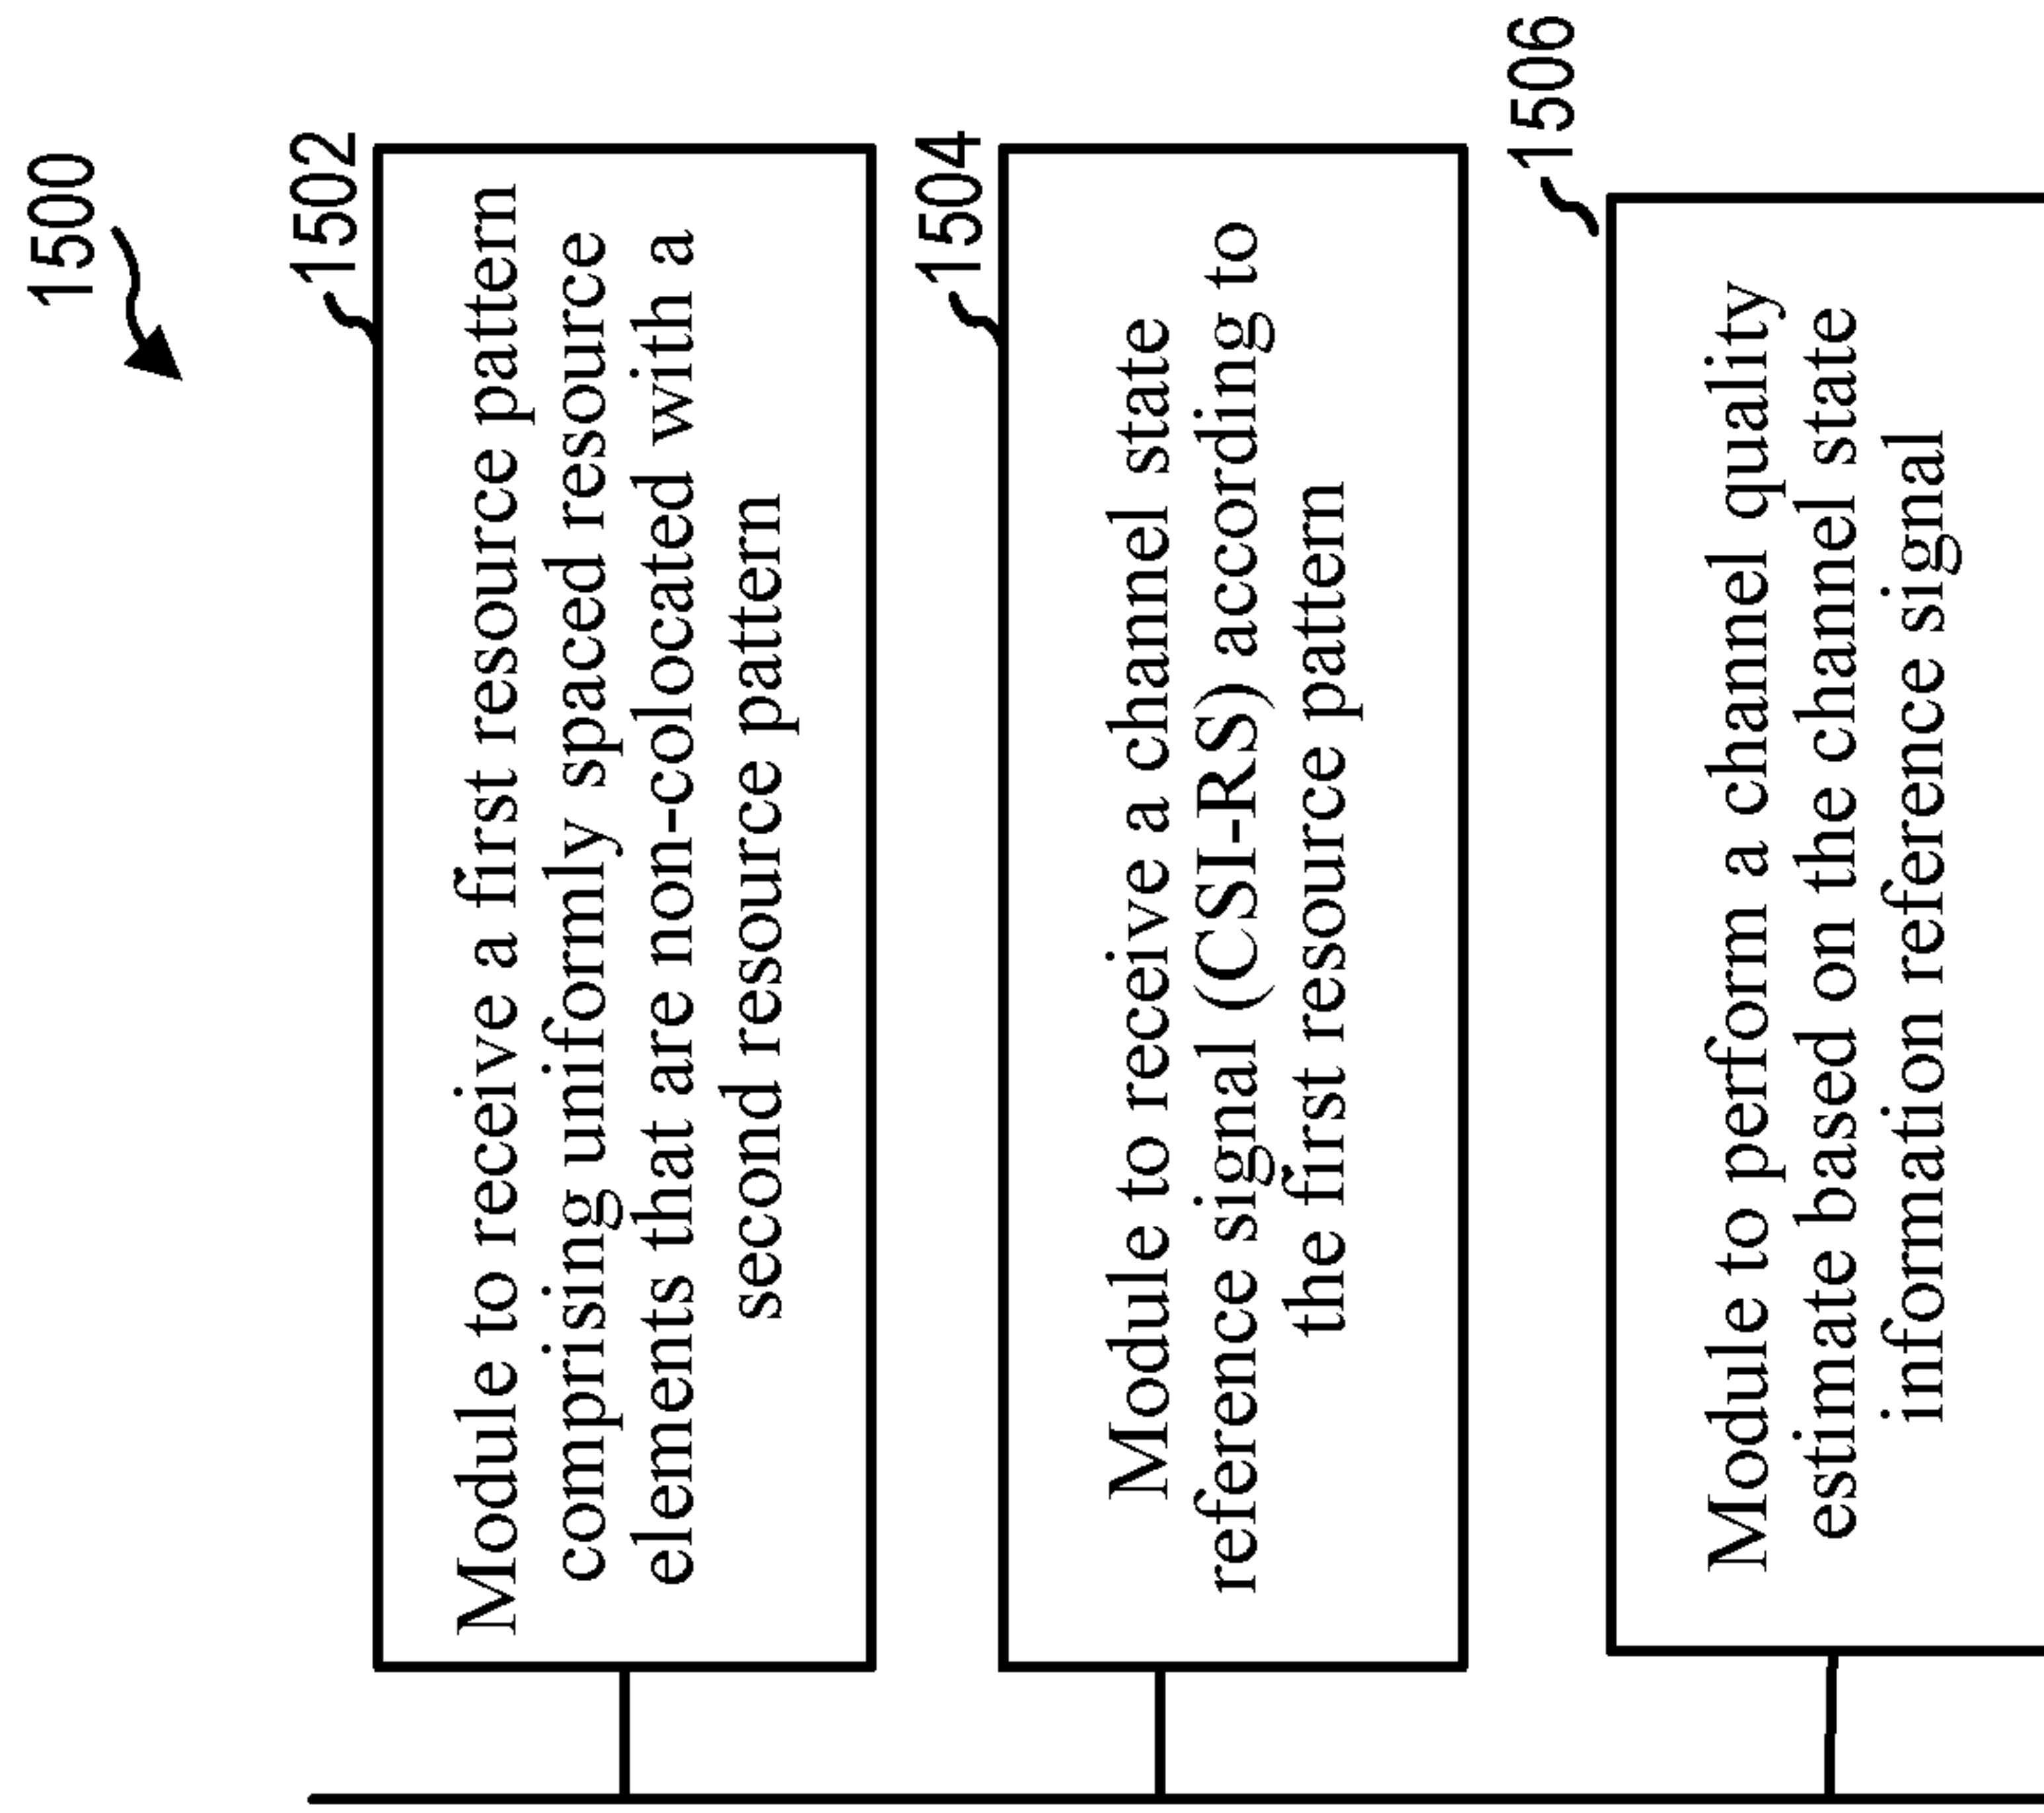 1500
1502
Module to receive a first resource pattern
comprising uniformly spaced resource
elements that are non-colocated with a
second resource pattern
1504
Module to receive a channel state
reference signal (CSI-RS) according to
the first resource pattern
1506
Module to perform a channel quality
estimate based on the channel state
information reference signal